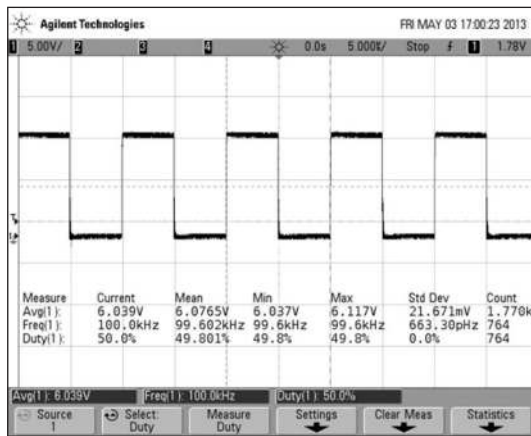 Agilent Technologies FRI MAY 03 17:00:23 2013
1 5.00V/ 2 3 4 0.0s 5.000%/ Stop 1 1.78V
Measure Current Mean Min Max Std Dev Count
Avg(1): 6.039V 6.0765V 6.037V 6.117V 21.671mV 1.770k
Freq(1): 100.0kHz 99.602kHz 99.6kHz 99.6kHz 663.30pHz 764
Duty(1): 50.0% 49.801% 49.8% 49.8% 0.0% 764
Avg(1): 6.039V Freq(1): 100.0kHz Duty(1): 50.0%
Source Select: Measure Settings Clear Meas Statistics
1 Duty Duty